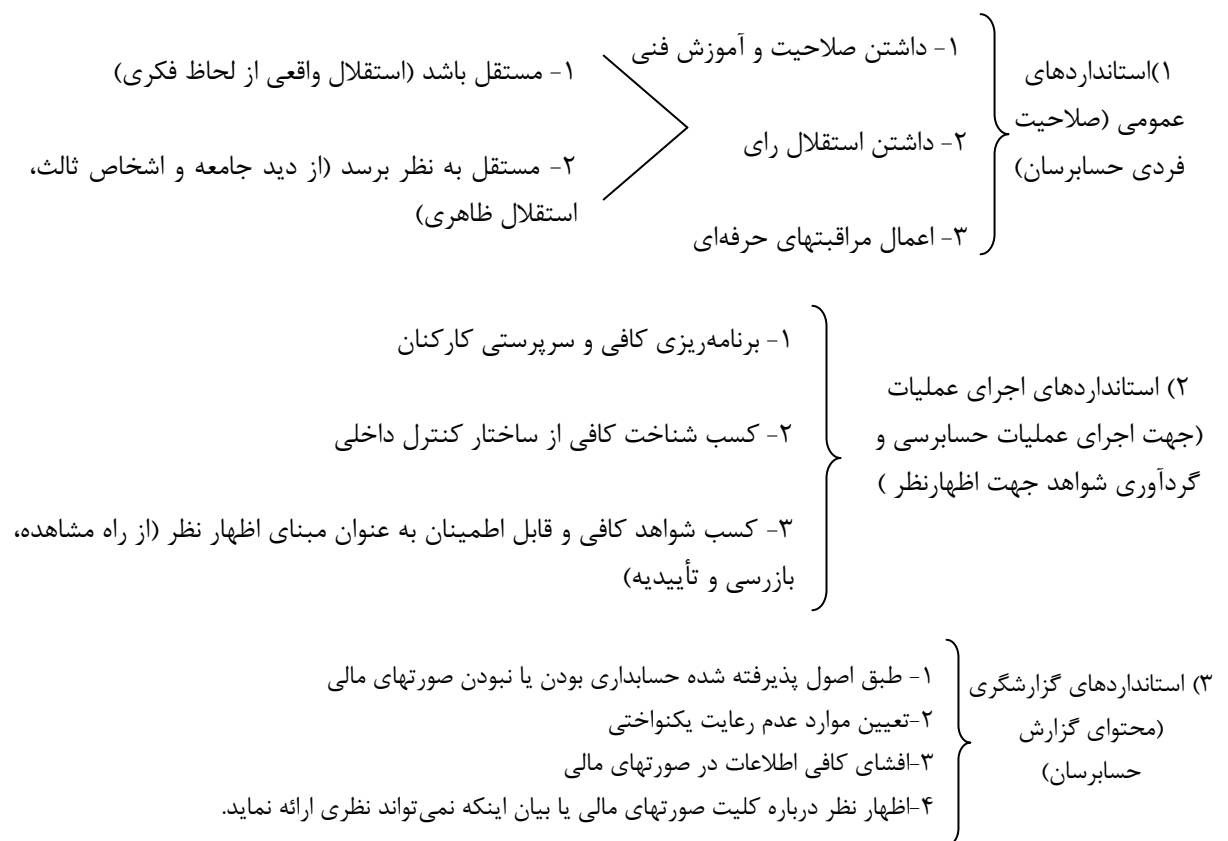 ۱)استانداردهای
عمومی (صلاحیت
فردی حسابرسان)
۱- داشتن صلاحیت و آموزش فنی
۲- داشتن استقلال رای
۱- مستقل باشد (استقلال واقعی از لحاظ فکری)
۲- مستقل به نظر برسد (از دید جامعه و اشخاص ثالث،
استقلال ظاهری)
۳- اعمال مراقبتهای حرفه‌ای
۲) استانداردهای اجرای عملیات
(جهت اجرای عملیات حسابرسی و
گردآوری شواهد جهت اظهارنظر )
۱- برنامه‌ریزی کافی و سرپرستی کارکنان
۲- کسب شناخت کافی از ساختار کنترل داخلی
۳- کسب شواهد کافی و قابل اطمینان به عنوان مبنای اظهار نظر (از راه مشاهده،
بازرسی و تأییدیه)
۳) استانداردهای گزارشگری
(محتوای گزارش
حسابرسان)
۱- طبق اصول پذیرفته شده حسابداری بودن یا نبودن صورتهای مالی
۲-تعیین موارد عدم رعایت یکنواختی
۳-افشای کافی اطلاعات در صورتهای مالی
۴-اظهار نظر درباره کلیت صورتهای مالی یا بیان اینکه نمی‌تواند نظری ارائه نماید.